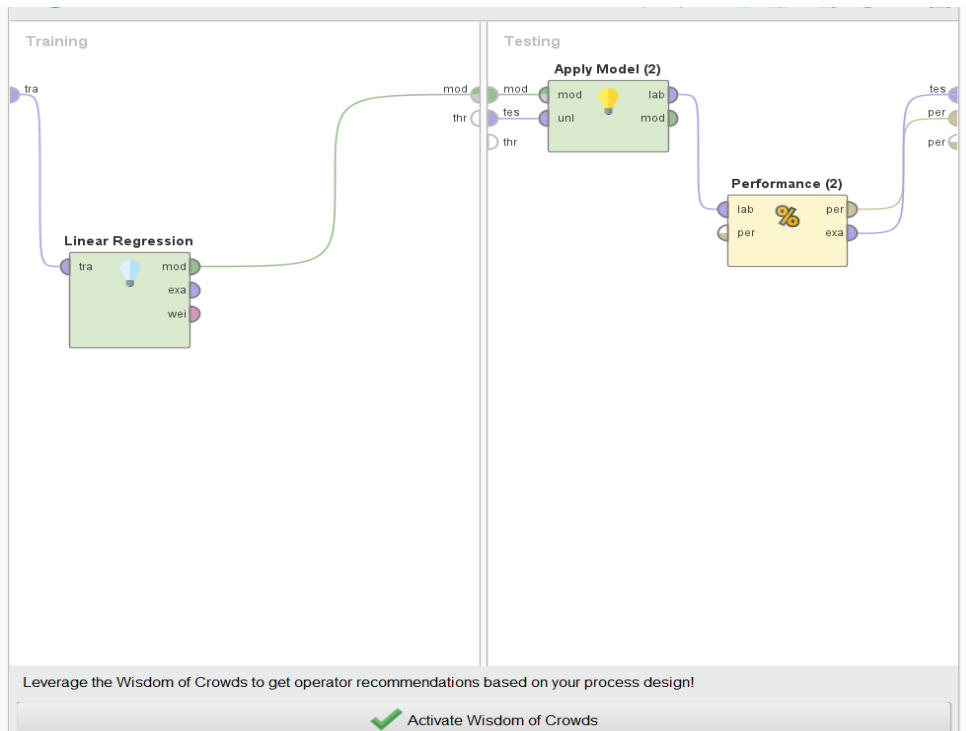 Training
tra
mod
thr
Linear Regression
tra
mod
exa
wei
Testing
mod
tes
thr
Apply Model (2)
mod
lab
unl
mod
Performance (2)
lab
per
per
exa
tes
per
per
Leverage the Wisdom of Crowds to get operator recommendations based on your process design!
Activate Wisdom of Crowds